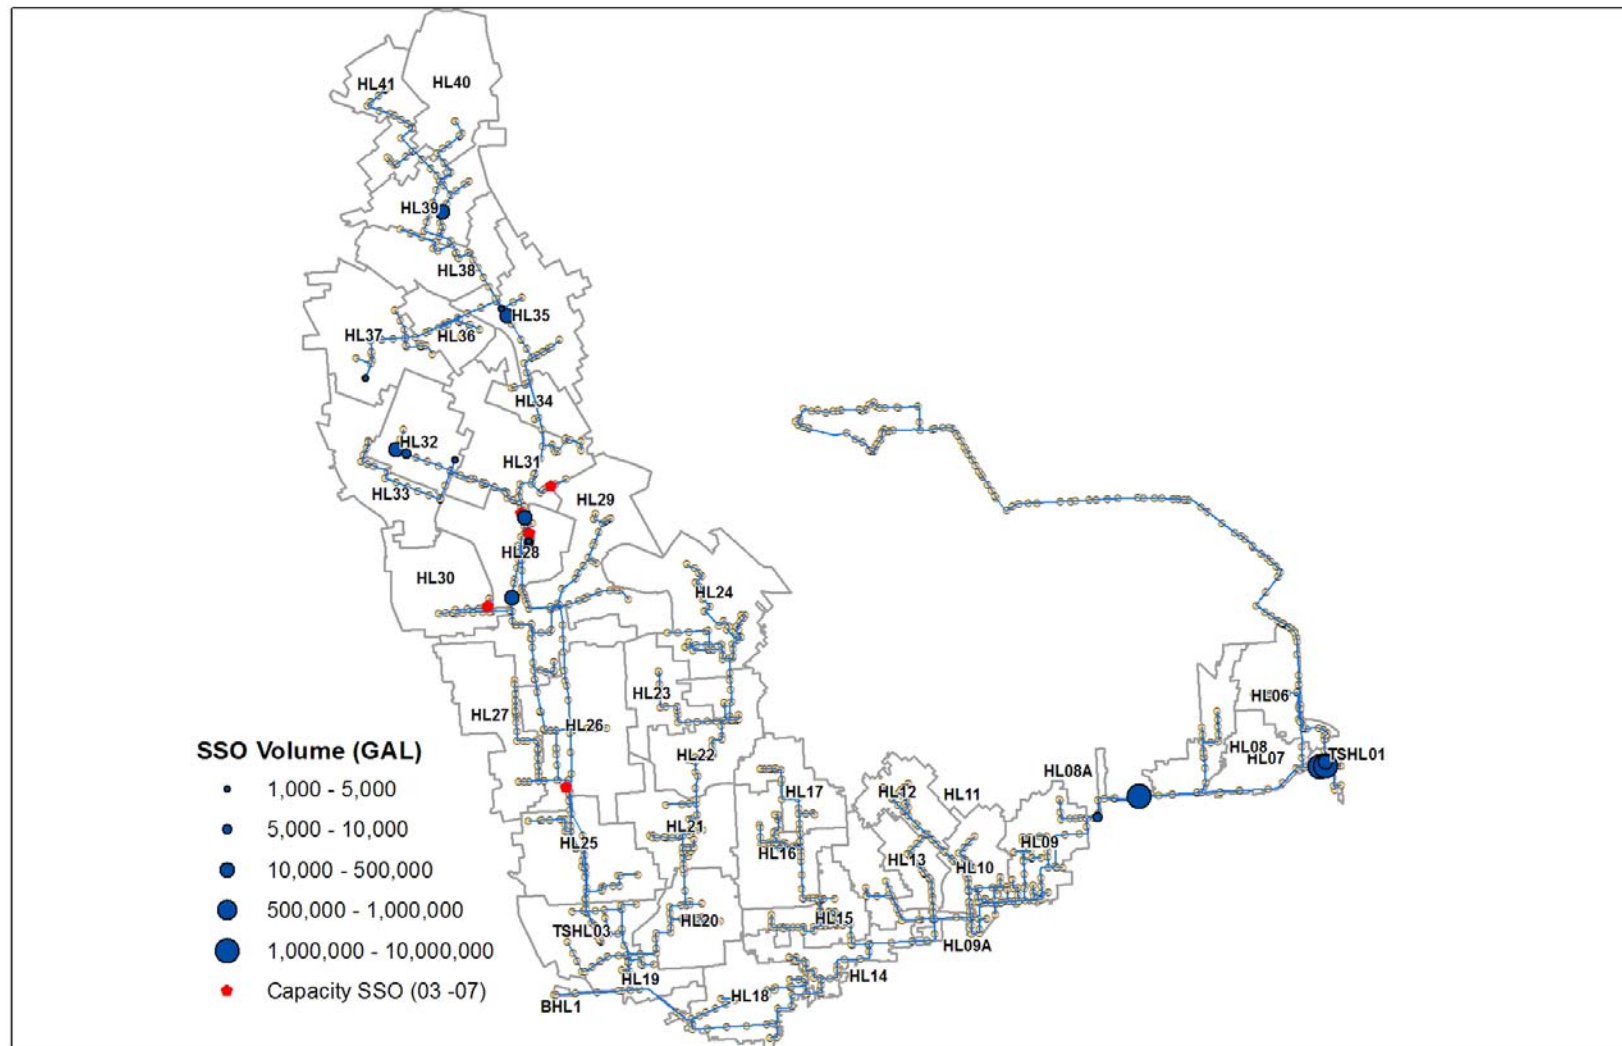 HL41
HL40
HL39
HL38
HL35
HL37
HL36
HL34
HL32
HL31
HL33
HL29
HL28
HL30
HL24
HL23
HL06
HL27
HL26
SSO Volume (GAL)
HL22
HL08
HL07
TSHL01
HL08A
1,000 - 5,000
HL17
HL12
HL11
5,000 - 10,000
HL21
HL25
HL16
HL09
HL13
HL10
10,000 - 500,000
500,000 - 1,000,000
TSHL03
HL20
HL15
1,000,000 - 10,000,000
HL09A
HL19
HL14
Capacity SSO (03 -07)
BHL1
HL18